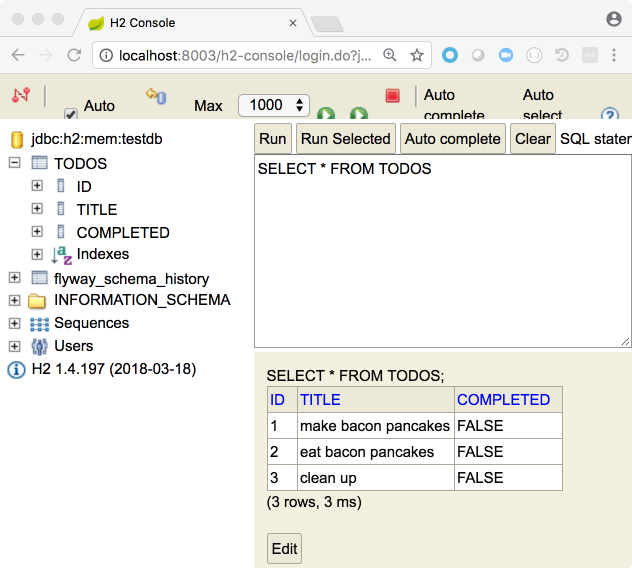 H2 Console
localhost:8003/h2-console/login.do?j...
Auto
Max
1000
Auto complete
Auto select
jdbc:h2:mem:testdb
Run
Run Selected
Auto complete
Clear
SQL stater
TODOS
ID
TITLE
COMPLETED
Indexes
flyway_schema_history
INFORMATION_SCHEMA
Sequences
Users
H2 1.4.197 (2018-03-18)
SELECT * FROM TODOS
SELECT * FROM TODOS;
ID TITLE COMPLETED
1 make bacon pancakes FALSE
2 eat bacon pancakes FALSE
3 clean up FALSE
(3 rows, 3 ms)
Edit